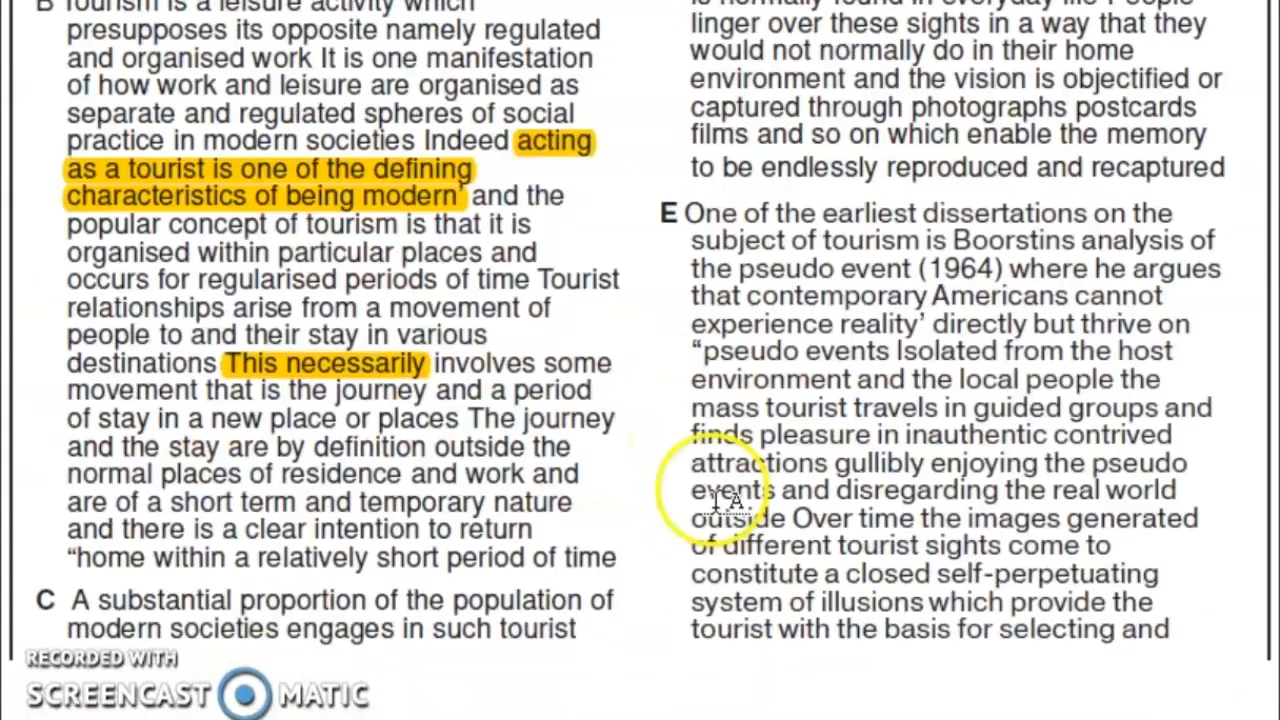 B Tourism is a leisure activity which
presupposes its opposite namely regulated
and organised work It is one manifestation
of how work and leisure are organised as
separate and regulated spheres of social
practice in modern societies Indeed acting
as a tourist is one of the defining
characteristics of being modern' and the
popular concept of tourism is that it is
organised within particular places and
occurs for regularised periods of time Tourist
relationships arise from a movement of
people to and their stay in various
destinations This necessarily involves some
movement that is the journey and a period
of stay in a new place or places The journey
and the stay are by definition outside the
normal places of residence and work and
are of a short term and temporary nature
and there is a clear intention to return
“home within a relatively short period of time
C A substantial proportion of the population of
modern societies engages in such tourist
is normally found in everyday life People
linger over these sights in a way that they
would not normally do in their home
environment and the vision is objectified or
captured through photographs postcards
films and so on which enable the memory
to be endlessly reproduced and recaptured
E One of the earliest dissertations on the
subject of tourism is Boorstins analysis of
the pseudo event (1964) where he argues
that contemporary Americans cannot
experience reality’ directly but thrive on
“pseudo events Isolated from the host
environment and the local people the
mass tourist travels in guided groups and
finds pleasure in inauthentic contrived
attractions gullibly enjoying the pseudo
events and disregarding the real world
outside Over time the images generated
of different tourist sights come to
constitute a closed self-perpetuating
system of illusions which provide the
tourist with the basis for selecting and
RECORDED WITH
SCREENCAST MATIC